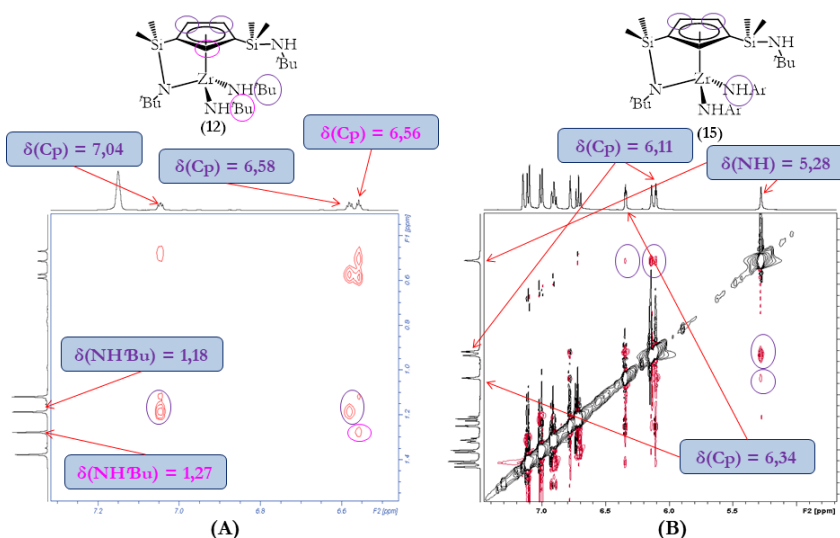 Si
Si
NH
ᵗBu
Zr
N
ᵗBu
NHᵗBu
NHᵗBu
(12)
Si
Si
NH
ᵗBu
Zr
N
ᵗBu
NHAr
NHAr
(15)
δ(Cp) = 7,04
δ(Cp) = 6,58
δ(Cp) = 6,56
δ(Cp) = 6,11
δ(NH) = 5,28
F1 [ppm]
0.6
0.8
1.0
1.2
1.4
δ(NHᵗBu) = 1,18
δ(NHᵗBu) = 1,27
δ(Cp) = 6,34
7.2 7.0 6.8 6.6 F2 [ppm]
7.0 6.5 6.0 5.5 F2 [ppm]
(A)
(B)